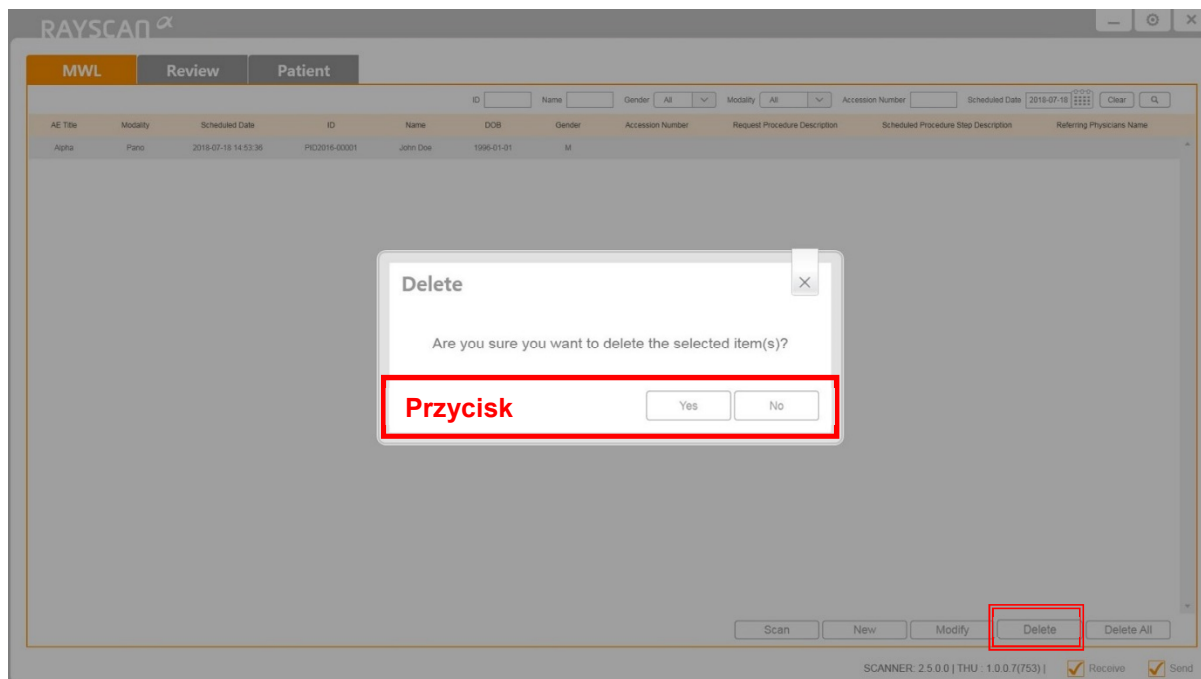 RAYSCAN α
MWL Review Patient
ID Name Gender All Modality All Accession Number Scheduled Date 2018-07-18 Clear
AE Title Modality Scheduled Date ID Name DOB Gender Accession Number Request Procedure Description Scheduled Procedure Step Description Referring Physicians Name
Alpha Pano 2018-07-18 14:53:36 PID2016-00001 John Doe 1996-01-01 M
Delete
Are you sure you want to delete the selected item(s)?
Przycisk Yes No
Scan New Modify Delete Delete All
SCANNER: 2.5.0.0 | THU : 1.0.0.7(753) | Receive Send